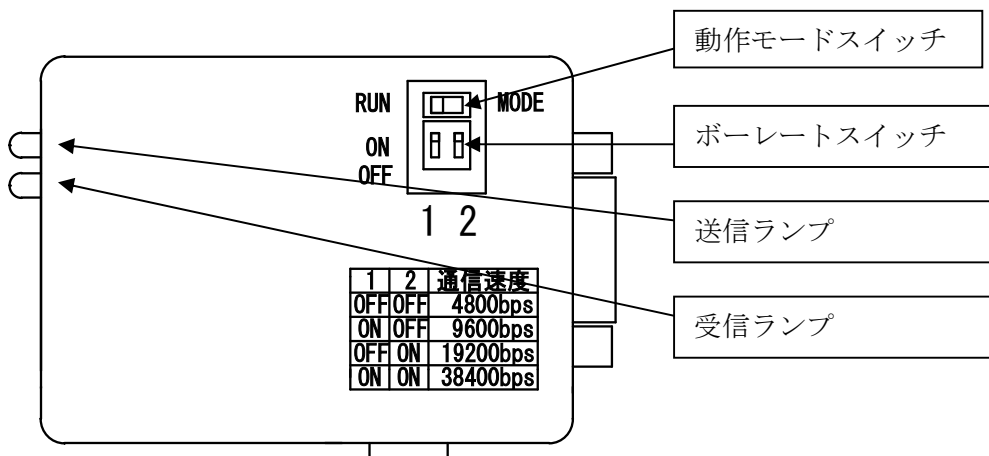 動作モードスイッチ
RUN MODE
ボーレートスイッチ
ON
OFF
1 2
送信ランプ
受信ランプ
1 2 通信速度
OFF OFF 4800bps
ON OFF 9600bps
OFF ON 19200bps
ON ON 38400bps